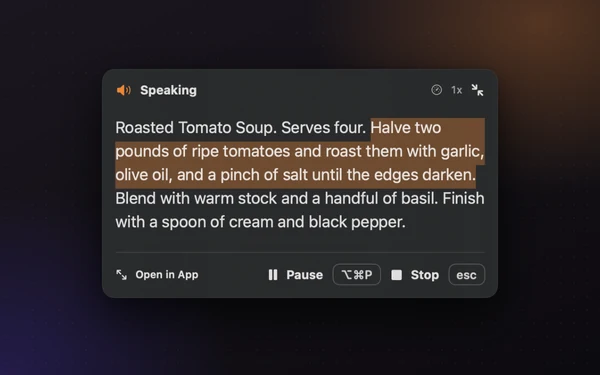 Speaking
1x
Roasted Tomato Soup. Serves four. Halve two
pounds of ripe tomatoes and roast them with garlic,
olive oil, and a pinch of salt until the edges darken.
Blend with warm stock and a handful of basil. Finish
with a spoon of cream and black pepper.
Open in App
Pause
⌥⌘P
Stop
esc